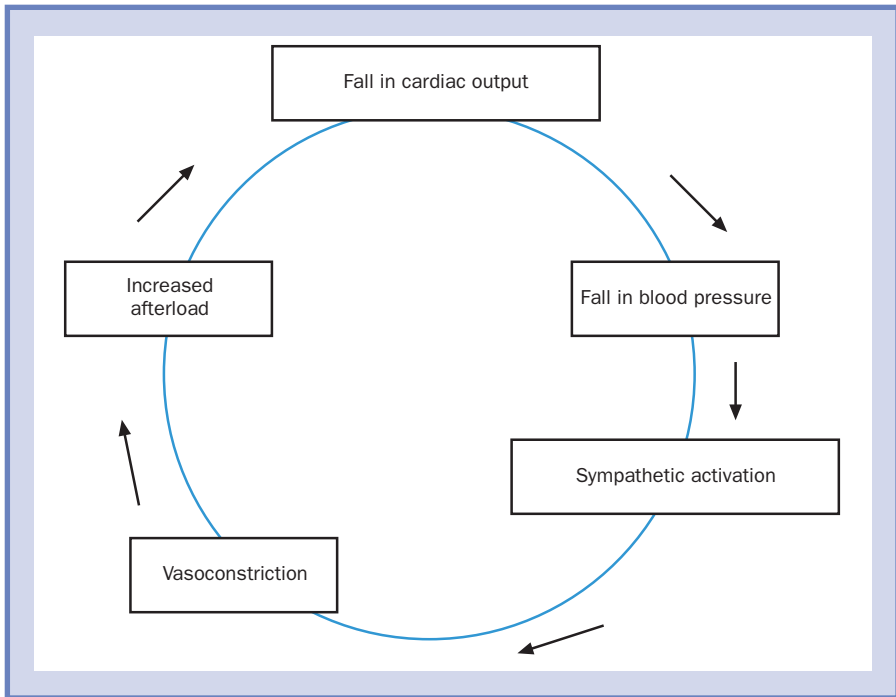 Fall in cardiac output
Fall in blood pressure
Sympathetic activation
Vasoconstriction
Increased
afterload